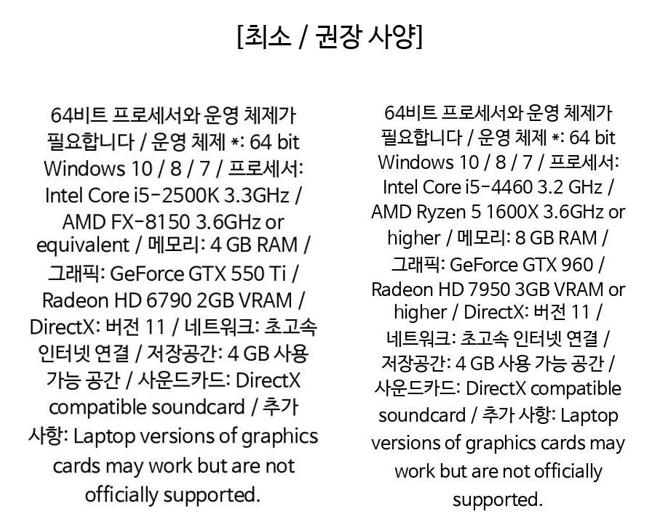 [최소 / 권장 사양]
64비트 프로세서와 운영 체제가
필요합니다 / 운영 체제 *: 64 bit
Windows 10 / 8 / 7 / 프로세서:
Intel Core i5-2500K 3.3GHz /
AMD FX-8150 3.6GHz or
equivalent / 메모리: 4 GB RAM /
그래픽: GeForce GTX 550 Ti /
Radeon HD 6790 2GB VRAM /
DirectX: 버전 11 / 네트워크: 초고속
인터넷 연결 / 저장공간: 4 GB 사용
가능 공간 / 사운드카드: DirectX
compatible soundcard / 추가
사항: Laptop versions of graphics
cards may work but are not
officially supported.
64비트 프로세서와 운영 체제가
필요합니다 / 운영 체제 *: 64 bit
Windows 10 / 8 / 7 / 프로세서:
Intel Core i5-4460 3.2 GHz /
AMD Ryzen 5 1600X 3.6GHz or
higher / 메모리: 8 GB RAM /
그래픽: GeForce GTX 960 /
Radeon HD 7950 3GB VRAM or
higher / DirectX: 버전 11 /
네트워크: 초고속 인터넷 연결 /
저장공간: 4 GB 사용 가능 공간 /
사운드카드: DirectX compatible
soundcard / 추가 사항: Laptop
versions of graphics cards may
work but are not officially
supported.